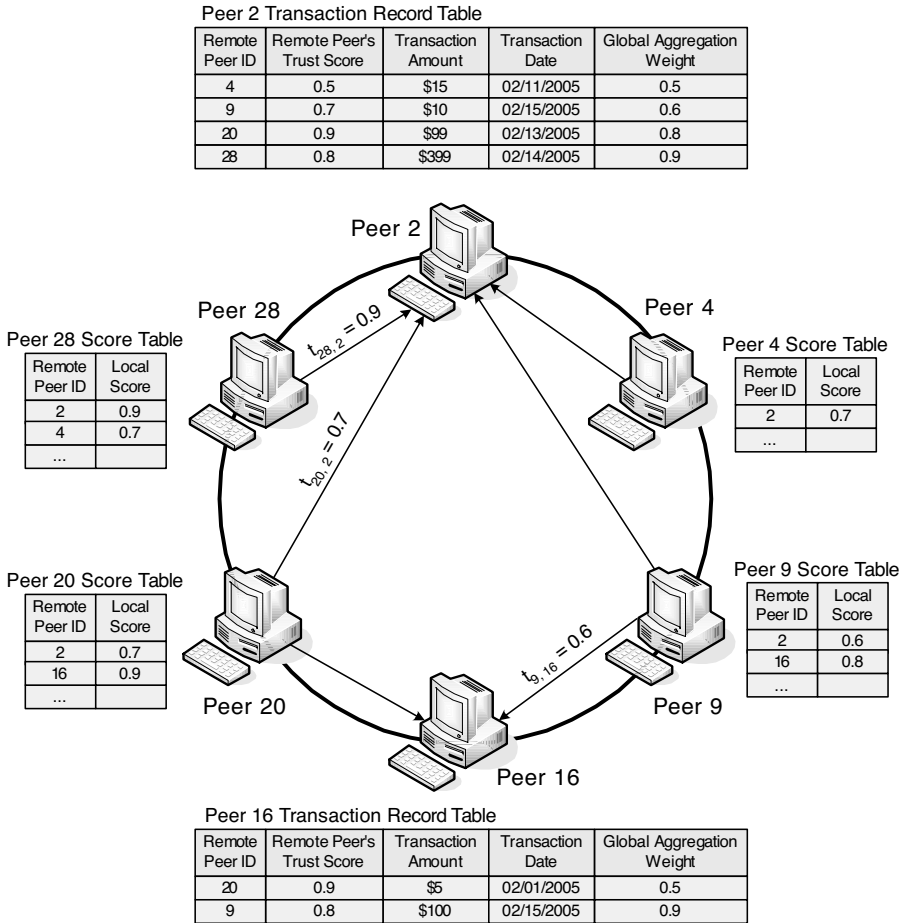 Peer 2 Transaction Record Table
Remote Peer ID | Remote Peer's Trust Score | Transaction Amount | Transaction Date | Global Aggregation Weight
4 | 0.5 | $15 | 02/11/2005 | 0.5
9 | 0.7 | $10 | 02/15/2005 | 0.6
20 | 0.9 | $99 | 02/13/2005 | 0.8
28 | 0.8 | $399 | 02/14/2005 | 0.9
Peer 2
Peer 28
Peer 4
t28, 2 = 0.9
Peer 28 Score Table
Remote Peer ID | Local Score
2 | 0.9
4 | 0.7
...
Peer 4 Score Table
Remote Peer ID | Local Score
2 | 0.7
...
t20, 2 = 0.7
Peer 20 Score Table
Remote Peer ID | Local Score
2 | 0.7
16 | 0.9
...
Peer 9 Score Table
Remote Peer ID | Local Score
2 | 0.6
16 | 0.8
...
t9, 16 = 0.6
Peer 20
Peer 9
Peer 16
Peer 16 Transaction Record Table
Remote Peer ID | Remote Peer's Trust Score | Transaction Amount | Transaction Date | Global Aggregation Weight
20 | 0.9 | $5 | 02/01/2005 | 0.5
9 | 0.8 | $100 | 02/15/2005 | 0.9